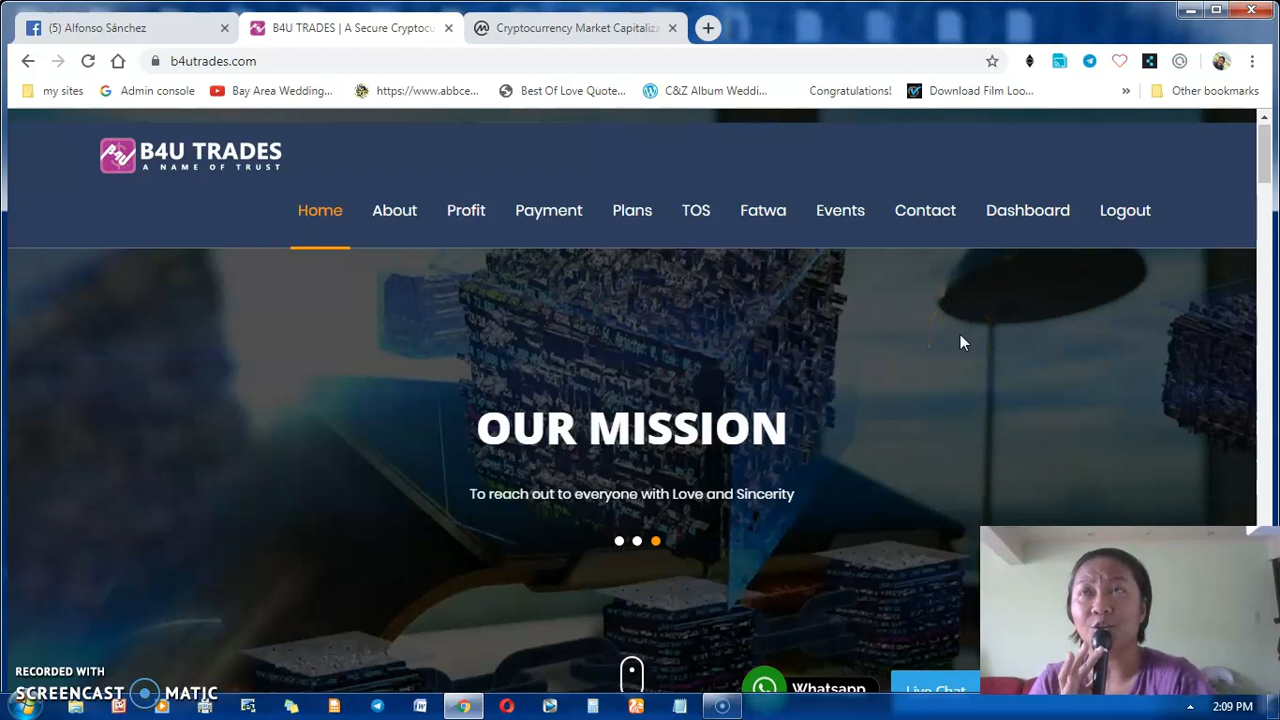 (5) Alfonso Sánchez
B4U TRADES | A Secure Cryptocu
Cryptocurrency Market Capitaliza
b4utrades.com
my sites
Admin console
Bay Area Wedding...
https://www.absce...
Best Of Love Quote...
C&Z Album Weddi...
Congratulations!
Download Film Loo...
Other bookmarks
B4U
B4U TRADES
A NAME OF TRUST
Home
About
Profit
Payment
Plans
TOS
Fatwa
Events
Contact
Dashboard
Logout
OUR MISSION
To reach out to everyone with Love and Sincerity
Whatsapp
Live Chat
RECORDED WITH
SCREENCAST MATIC
2:09 PM